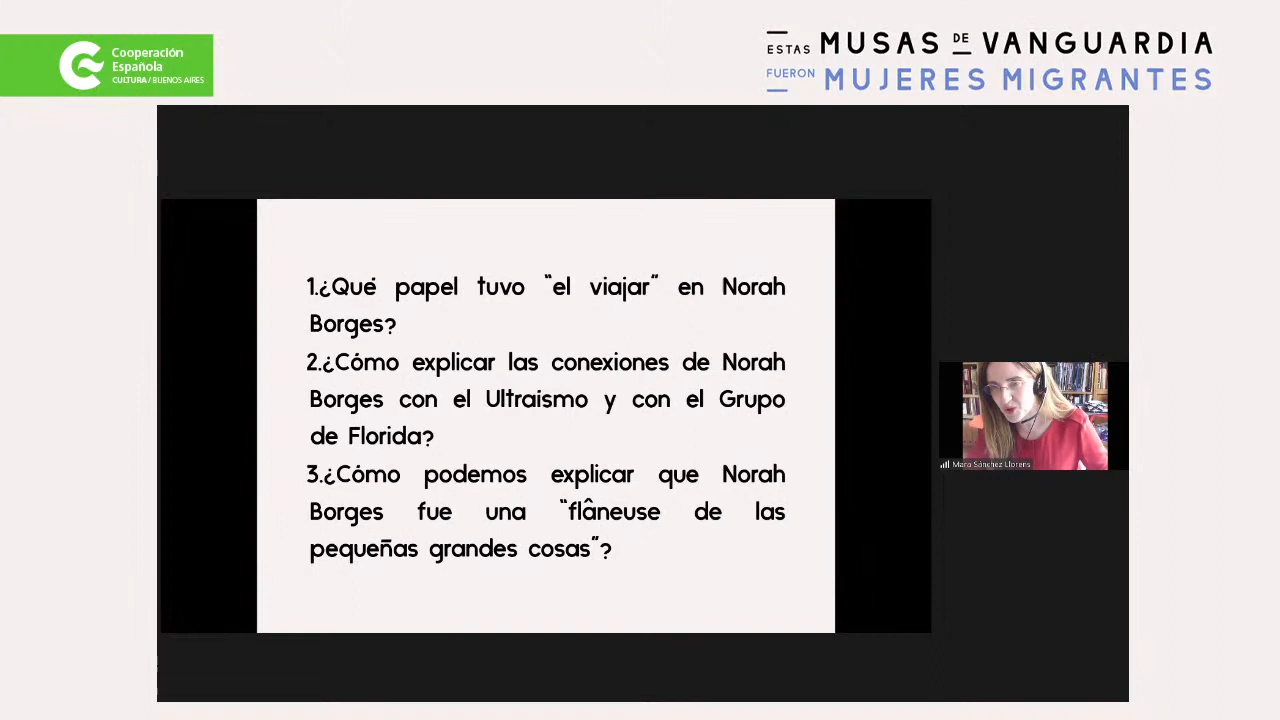 Cooperación
Española
CULTURA / BUENOS AIRES
ESTAS MUSAS DE VANGUARDIA
FUERON MUJERES MIGRANTES
1.¿Qué papel tuvo "el viajar" en Norah
Borges?
2.¿Cómo explicar las conexiones de Norah
Borges con el Ultraismo y con el Grupo
de Florida?
3.¿Cómo podemos explicar que Norah
Borges fue una "flâneuse de las
pequeñas grandes cosas"?
Mara Sánchez Llorens